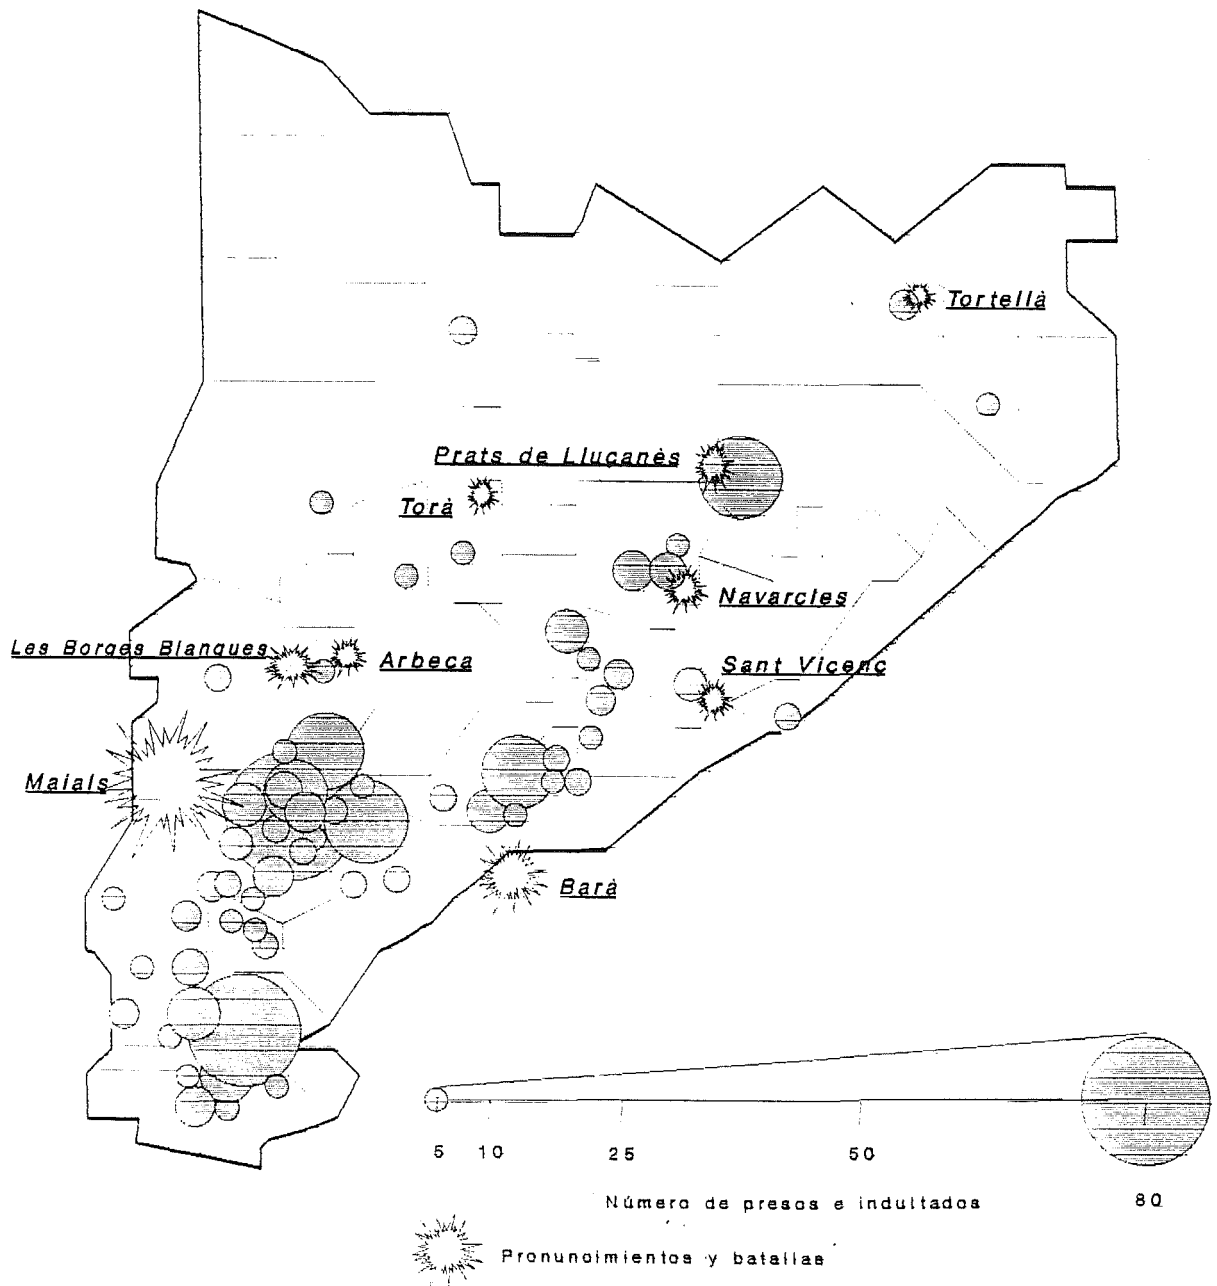 Tortellà
Prats de Lluçanès
Torà
Navarcles
Les Borges Blanques
Arbeca
Sant Vicenç
Maials
Barà
5 10 25 50 80
Número de presos e indultados
Pronunoimientos y batallas